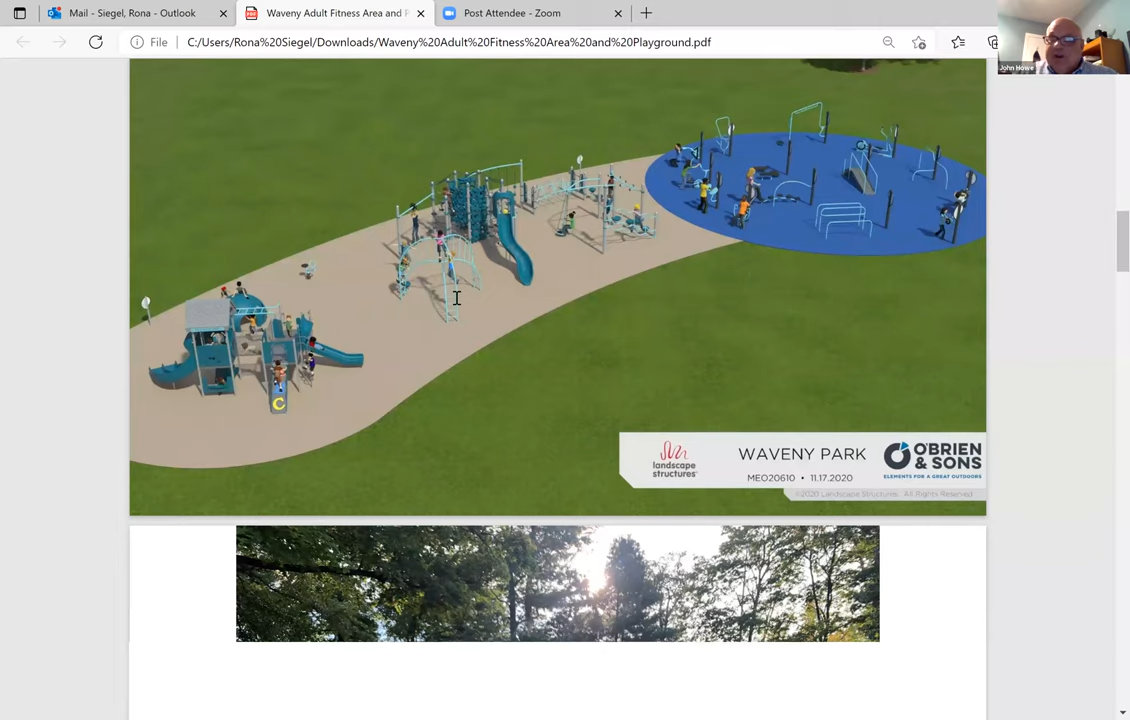 Mail - Siegel, Rona - Outlook
Waveny Adult Fitness Area and P
Post Attendee - Zoom
File
C:/Users/Rona%20Siegel/Downloads/Waveny%20Adult%20Fitness%20Area%20and%20Playground.pdf
John Howe
C
landscape
structures
WAVENY PARK
MEO20610 • 11.17.2020
O'BRIEN
& SONS
ELEMENTS FOR A GREAT OUTDOORS
©2020 Landscape Structures. All Rights Reserved